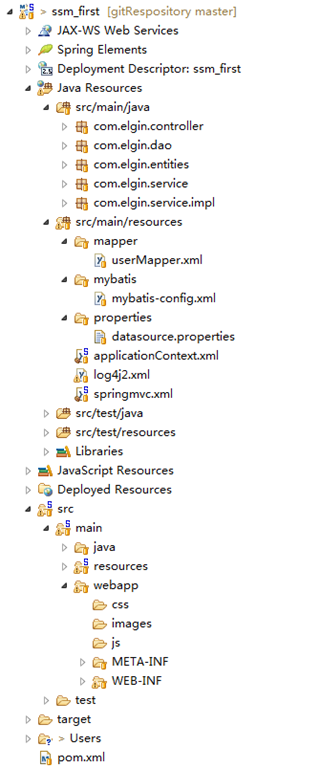 > ssm_first [gitRespository master]
JAX-WS Web Services
Spring Elements
Deployment Descriptor: ssm_first
Java Resources
src/main/java
com.elgin.controller
com.elgin.dao
com.elgin.entities
com.elgin.service
com.elgin.service.impl
src/main/resources
mapper
userMapper.xml
mybatis
mybatis-config.xml
properties
datasource.properties
applicationContext.xml
log4j2.xml
springmvc.xml
src/test/java
src/test/resources
Libraries
JavaScript Resources
Deployed Resources
src
main
java
resources
webapp
css
images
js
META-INF
WEB-INF
test
target
> Users
pom.xml